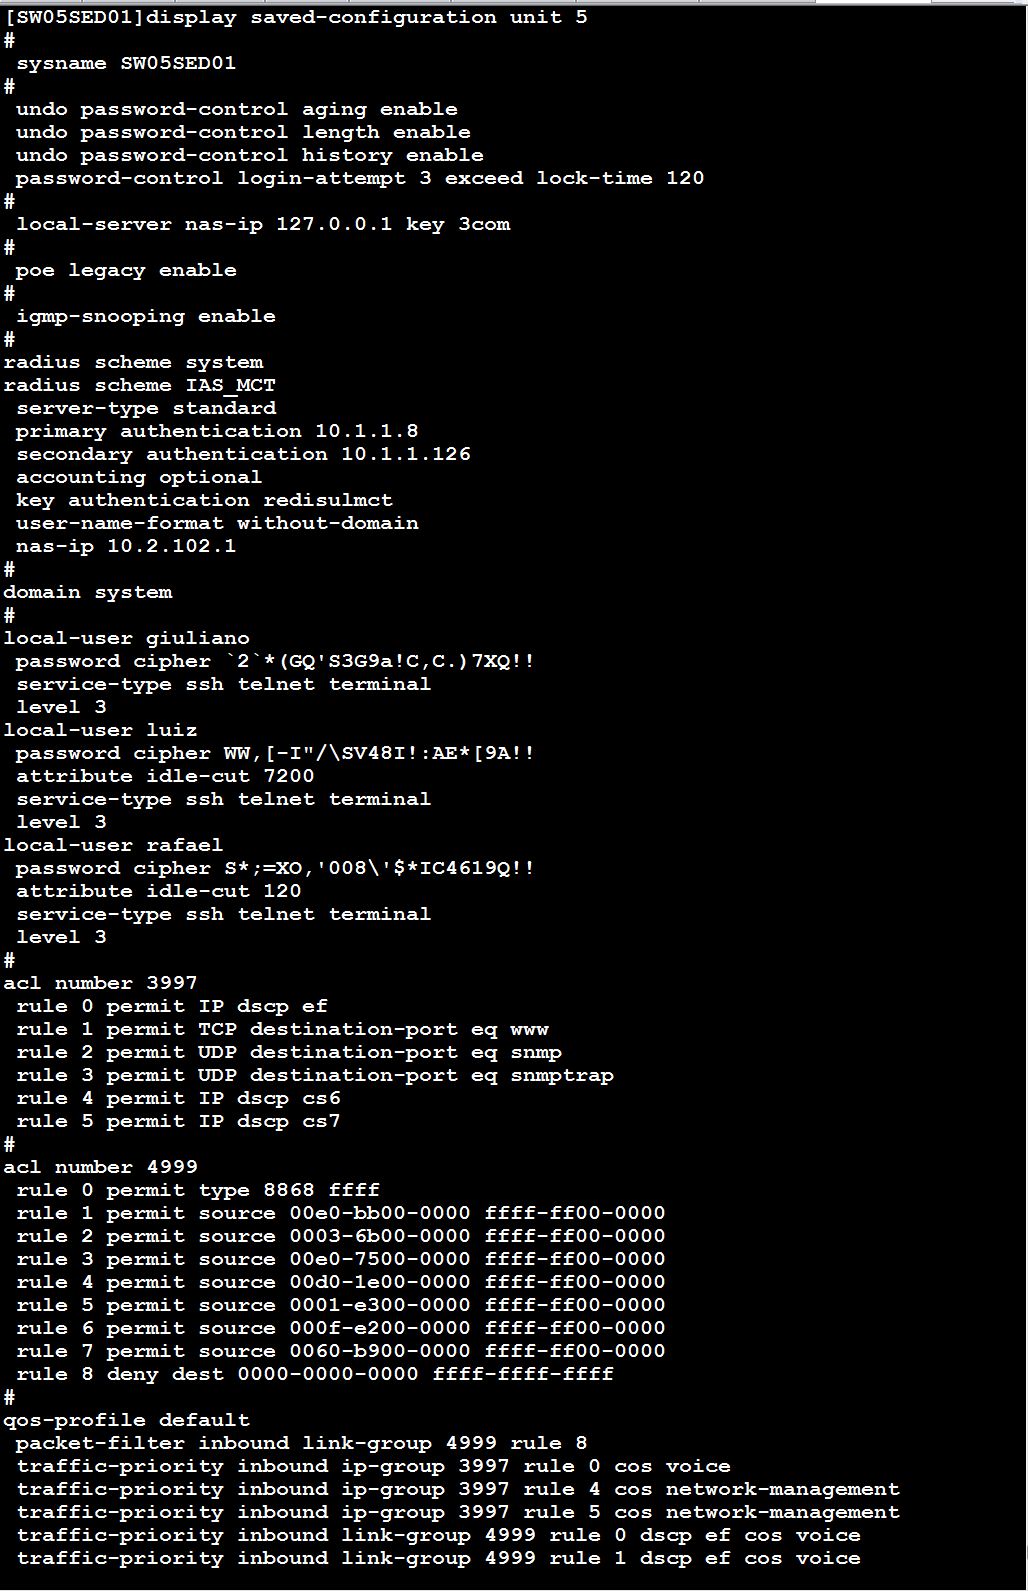 [SW05SED01]display saved-configuration unit 5
#
 sysname SW05SED01
#
 undo password-control aging enable
 undo password-control length enable
 undo password-control history enable
 password-control login-attempt 3 exceed lock-time 120
#
 local-server nas-ip 127.0.0.1 key 3com
#
 poe legacy enable
#
 igmp-snooping enable
#
radius scheme system
radius scheme IAS_MCT
 server-type standard
 primary authentication 10.1.1.8
 secondary authentication 10.1.1.126
 accounting optional
 key authentication redisulmct
 user-name-format without-domain
 nas-ip 10.2.102.1
#
domain system
#
local-user giuliano
 password cipher `2`*(GQ'S3G9a!C,C.)7XQ!!
 service-type ssh telnet terminal
 level 3
local-user luiz
 password cipher WW,[-I"/\SV48I!:AE*[9A!!
 attribute idle-cut 7200
 service-type ssh telnet terminal
 level 3
local-user rafael
 password cipher S*;=XO,'008\'$*IC4619Q!!
 attribute idle-cut 120
 service-type ssh telnet terminal
 level 3
#
acl number 3997
 rule 0 permit IP dscp ef
 rule 1 permit TCP destination-port eq www
 rule 2 permit UDP destination-port eq snmp
 rule 3 permit UDP destination-port eq snmptrap
 rule 4 permit IP dscp cs6
 rule 5 permit IP dscp cs7
#
acl number 4999
 rule 0 permit type 8868 ffff
 rule 1 permit source 00e0-bb00-0000 ffff-ff00-0000
 rule 2 permit source 0003-6b00-0000 ffff-ff00-0000
 rule 3 permit source 00e0-7500-0000 ffff-ff00-0000
 rule 4 permit source 00d0-1e00-0000 ffff-ff00-0000
 rule 5 permit source 0001-e300-0000 ffff-ff00-0000
 rule 6 permit source 000f-e200-0000 ffff-ff00-0000
 rule 7 permit source 0060-b900-0000 ffff-ff00-0000
 rule 8 deny dest 0000-0000-0000 ffff-ffff-ffff
#
qos-profile default
 packet-filter inbound link-group 4999 rule 8
 traffic-priority inbound ip-group 3997 rule 0 cos voice
 traffic-priority inbound ip-group 3997 rule 4 cos network-management
 traffic-priority inbound ip-group 3997 rule 5 cos network-management
 traffic-priority inbound link-group 4999 rule 0 dscp ef cos voice
 traffic-priority inbound link-group 4999 rule 1 dscp ef cos voice